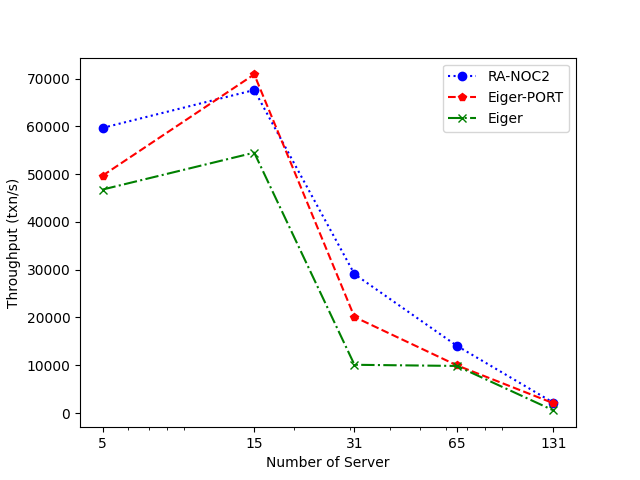 RA-NOC2
Eiger-PORT
Eiger
70000
60000
50000
40000
30000
20000
10000
0
Throughput (txn/s)
5 15 31 65 131
Number of Server